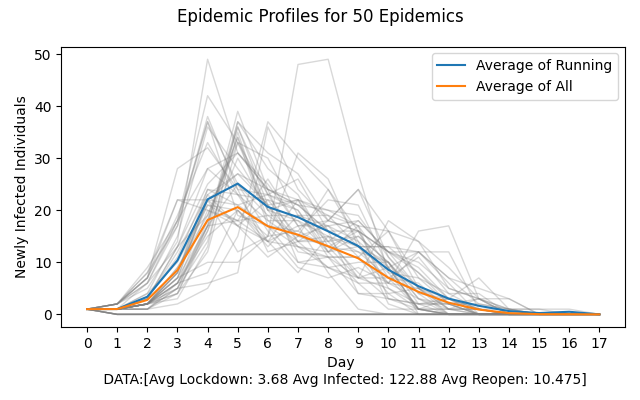 Epidemic Profiles for 50 Epidemics
50
40
30
20
10
0
Newly Infected Individuals
Average of Running
Average of All
0 1 2 3 4 5 6 7 8 9 10 11 12 13 14 15 16 17
Day
DATA:[Avg Lockdown: 3.68 Avg Infected: 122.88 Avg Reopen: 10.475]